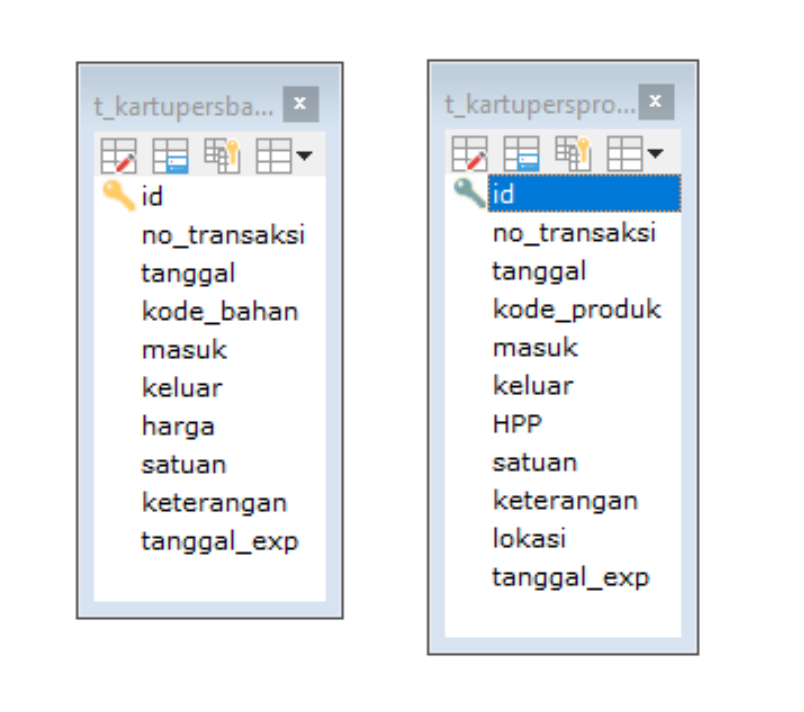 t_kartupersba...
id
no_transaksi
tanggal
kode_bahan
masuk
keluar
harga
satuan
keterangan
tanggal_exp
t_kartuperspro...
id
no_transaksi
tanggal
kode_produk
masuk
keluar
HPP
satuan
keterangan
lokasi
tanggal_exp